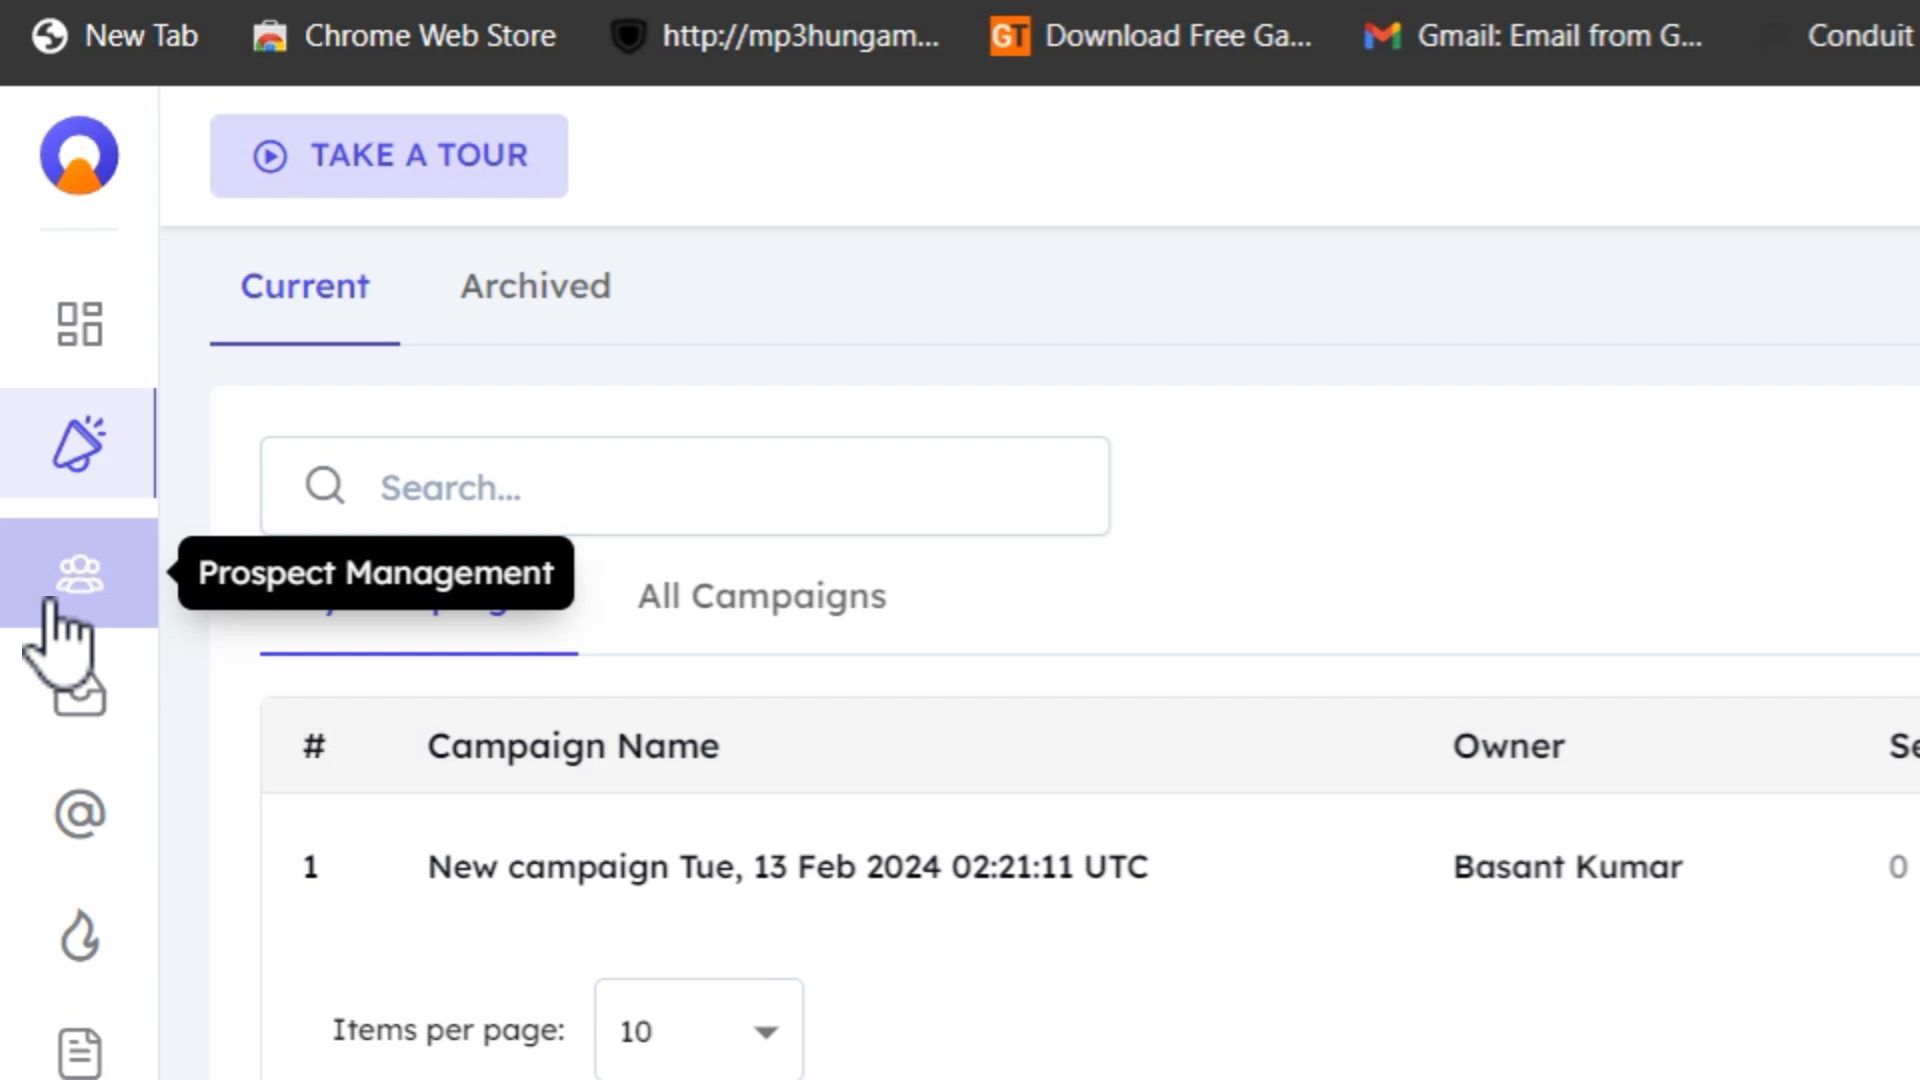 New Tab
Chrome Web Store
http://mp3hungam...
GT Download Free Ga...
Gmail: Email from G...
Conduit
TAKE A TOUR
Current
Archived
Search...
Prospect Management
All Campaigns
# Campaign Name Owner Se
1 New campaign Tue, 13 Feb 2024 02:21:11 UTC Basant Kumar 0
Items per page: 10